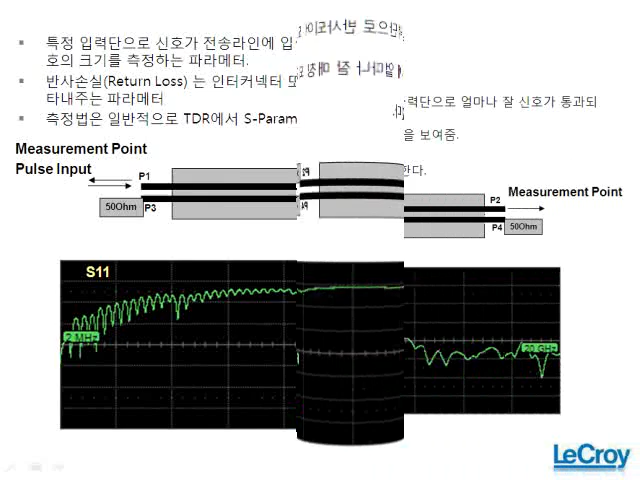 특정 입력단으로 신호가 전송라인에 입
호의 크기를 측정하는 파라메터.
반사손실(Return Loss) 는 인터커넥터
타내주는 파라메터
력단으로 얼마나 잘 신호가 통과되
측정법은 일반적으로 TDR에서 S-Param
을 보여줌.
한다.
Measurement Point
Pulse Input
P1
P3
50Ohm
P2
P4
50Ohm
Measurement Point
S11
2 MHz
20 GHz
LeCroy